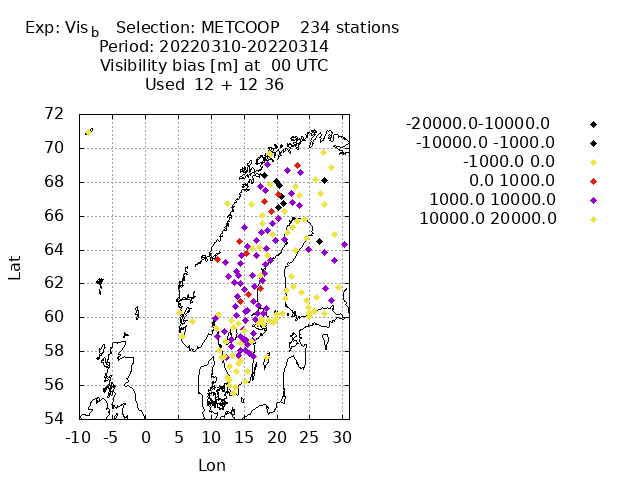 Exp: Vis_b Selection: METCOOP 234 stations
Period: 20220310-20220314
Visibility bias [m] at 00 UTC
Used 12 + 12 36
-20000.0-10000.0
-10000.0 -1000.0
-1000.0 0.0
0.0 1000.0
1000.0 10000.0
10000.0 20000.0
72
70
68
66
64
62
60
58
56
54
Lat
-10 -5 0 5 10 15 20 25 30
Lon